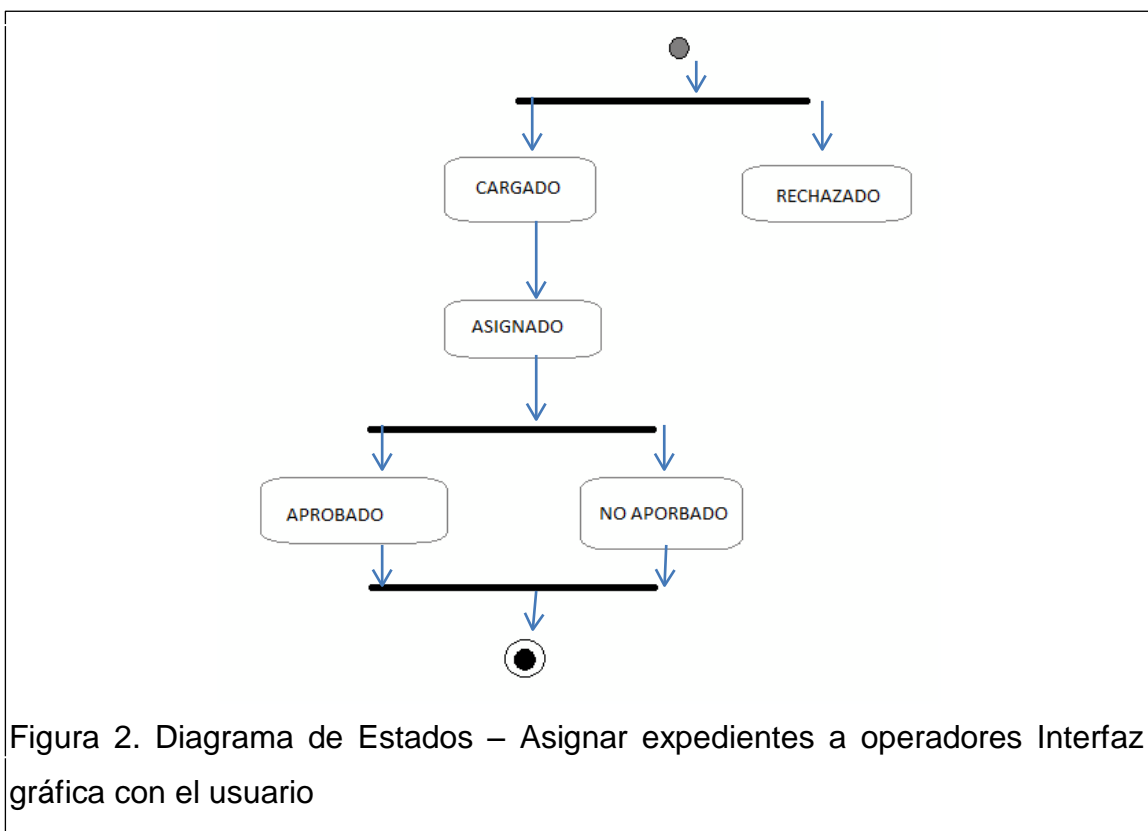 CARGADO
RECHAZADO
ASIGNADO
APROBADO
NO APORBADO
Figura 2. Diagrama de Estados – Asignar expedientes a operadores Interfaz
gráfica con el usuario